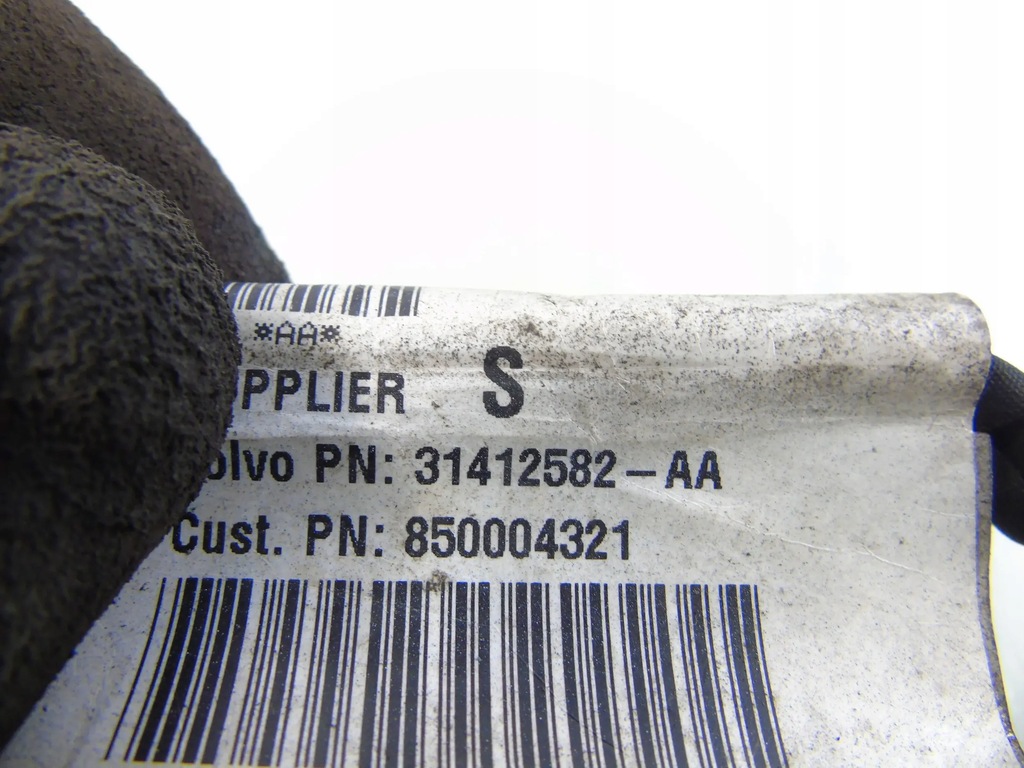 *AA*
PPLIER S
olvo PN: 31412582-AA
Cust. PN: 850004321